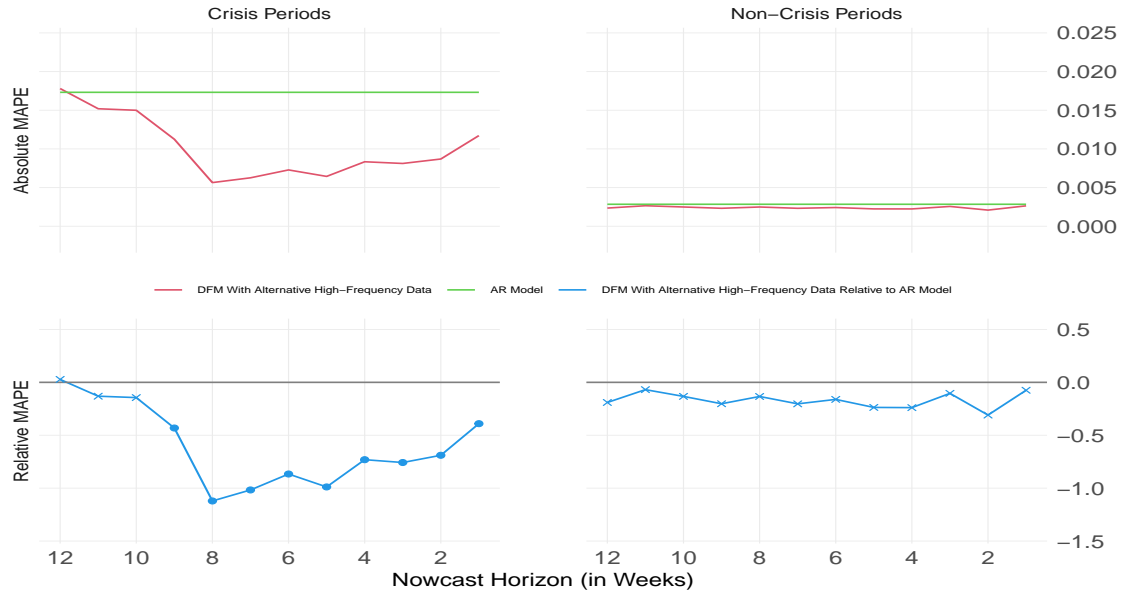 Crisis Periods
Non−Crisis Periods
Absolute MAPE
0.025
0.020
0.015
0.010
0.005
0.000
DFM With Alternative High−Frequency Data
AR Model
DFM With Alternative High−Frequency Data Relative to AR Model
Relative MAPE
0.5
0.0
−0.5
−1.0
−1.5
12 10 8 6 4 2
12 10 8 6 4 2
Nowcast Horizon (in Weeks)